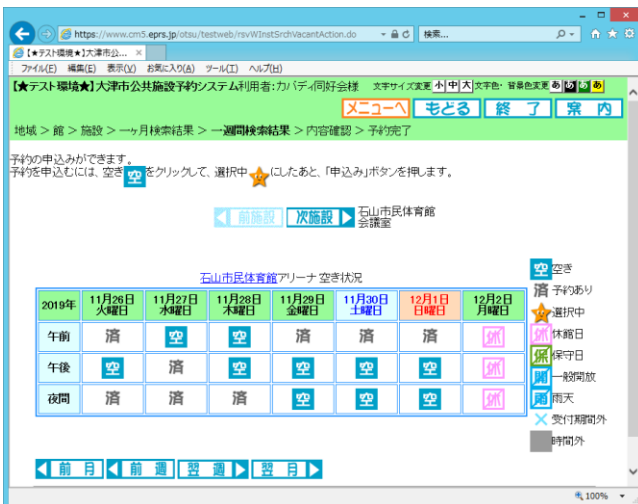 https://www.cm5.eprs.jp/otsu/testweb/rsvWInstSrchVacantAction.do
検索...
【★テスト環境★】大津市公...
ファイル(F) 編集(E) 表示(V) お気に入り(A) ツール(T) ヘルプ(H)
【★テスト環境★】大津市公共施設予約システム利用者:カバディ同好会様 文字サイズ変更 小 中 大 文字色・背景色変更 あ あ あ あ
メニューへ もどる 終了 案内
地域 > 館 > 施設 > 一ヶ月検索結果 > 一週間検索結果 > 内容確認 > 予約完了
予約の申込みができます。
予約を申込むには、空き 空 をクリックして、選択中 にしたあと、「申込み」ボタンを押します。
前施設 次施設 石山市民体育館
会議室
石山市民体育館アリーナ 空き状況
2019年 11月26日 火曜日 11月27日 水曜日 11月28日 木曜日 11月29日 金曜日 11月30日 土曜日 12月1日 日曜日 12月2日 月曜日
午前 済 空 空 済 済 済 休
午後 空 済 空 空 空 空 休
夜間 済 済 済 空 空 空 休
空 空き
済 予約あり
選択中
休 休館日
保 保守日
開 一般開放
雨 雨天
受付期間外
時間外
前月 前週 翌週 翌月
100%